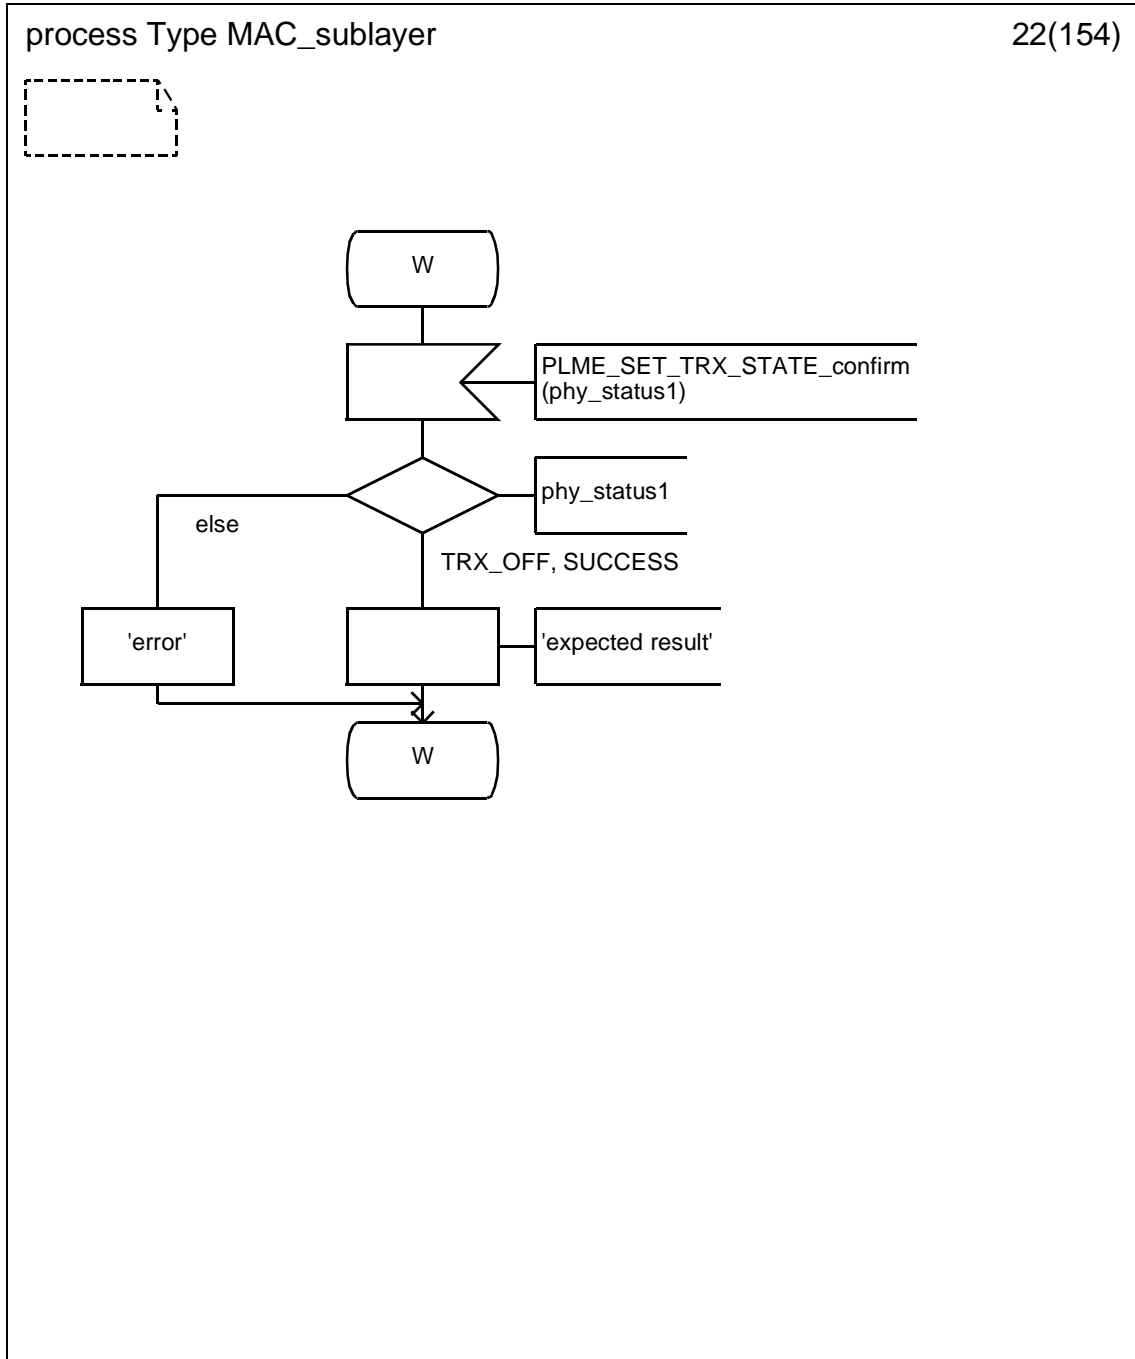 process Type MAC_sublayer
22(154)
W
PLME_SET_TRX_STATE_confirm
(phy_status1)
phy_status1
else
TRX_OFF, SUCCESS
'error'
'expected result'
W